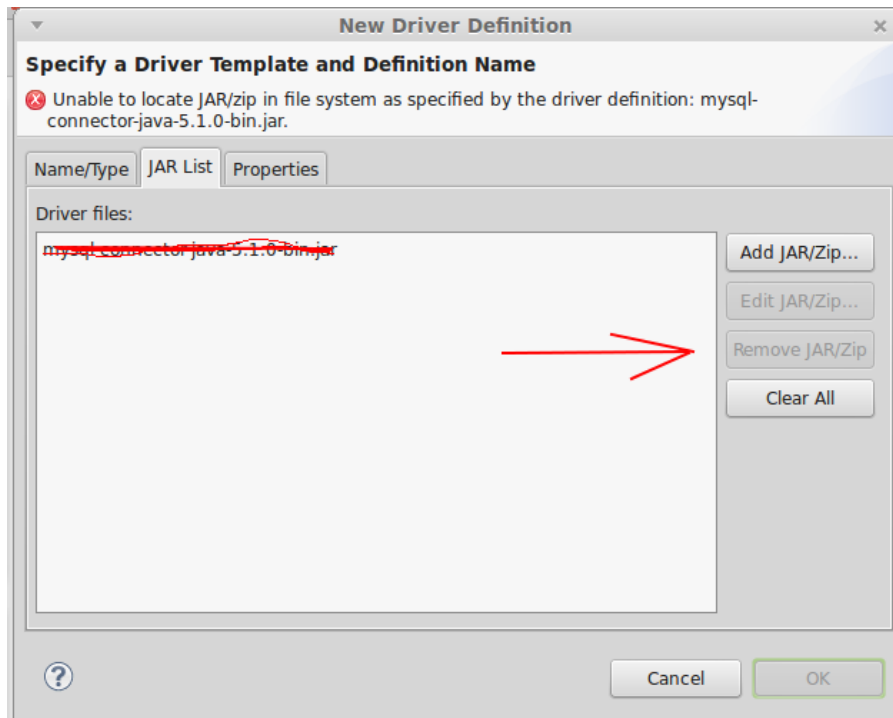 New Driver Definition
Specify a Driver Template and Definition Name
Unable to locate JAR/zip in file system as specified by the driver definition: mysql-
connector-java-5.1.0-bin.jar.
Name/Type JAR List Properties
Driver files:
mysql-connector-java-5.1.0-bin.jar
Add JAR/Zip...
Edit JAR/Zip...
Remove JAR/Zip
Clear All
Cancel OK